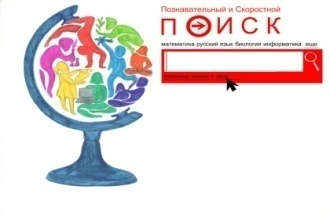 Познавательный и Скоростной
ПОИСК
математика русский язык биология информатика еще